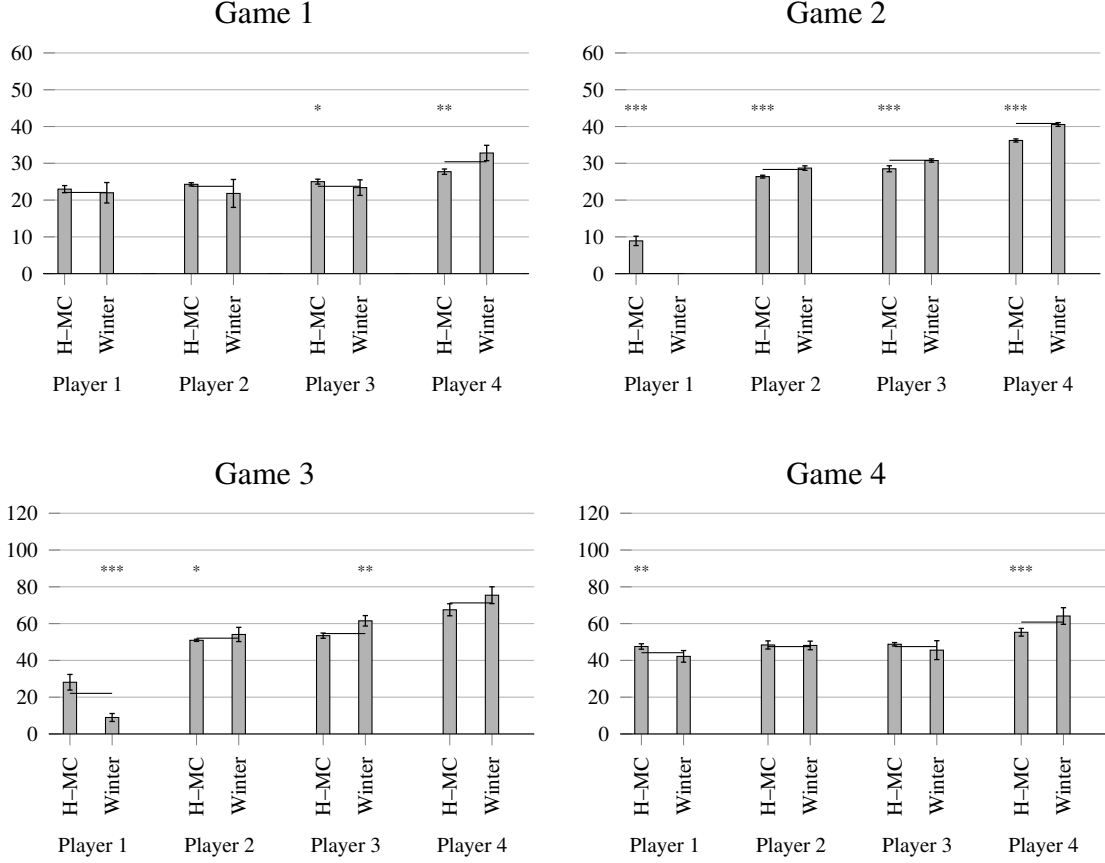 Game 1
60
50
40
30
20
10
0
* **
H−MC Winter H−MC Winter H−MC Winter H−MC Winter
Player 1 Player 2 Player 3 Player 4
Game 2
60
50
40
30
20
10
0
*** *** *** ***
H−MC Winter H−MC Winter H−MC Winter H−MC Winter
Player 1 Player 2 Player 3 Player 4
Game 3
120
100
80
60
40
20
0
*** * **
H−MC Winter H−MC Winter H−MC Winter H−MC Winter
Player 1 Player 2 Player 3 Player 4
Game 4
120
100
80
60
40
20
0
** ***
H−MC Winter H−MC Winter H−MC Winter H−MC Winter
Player 1 Player 2 Player 3 Player 4